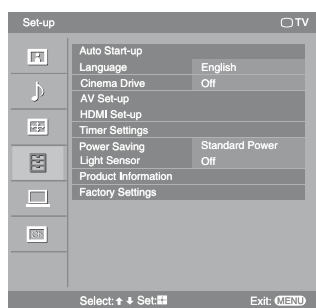 Set-up TV
Auto Start-up
Language English
Cinema Drive Off
AV Set-up
HDMI Set-up
Timer Settings
Power Saving Standard Power
Light Sensor Off
Product Information
Factory Settings
Select: Set: Exit: MENU